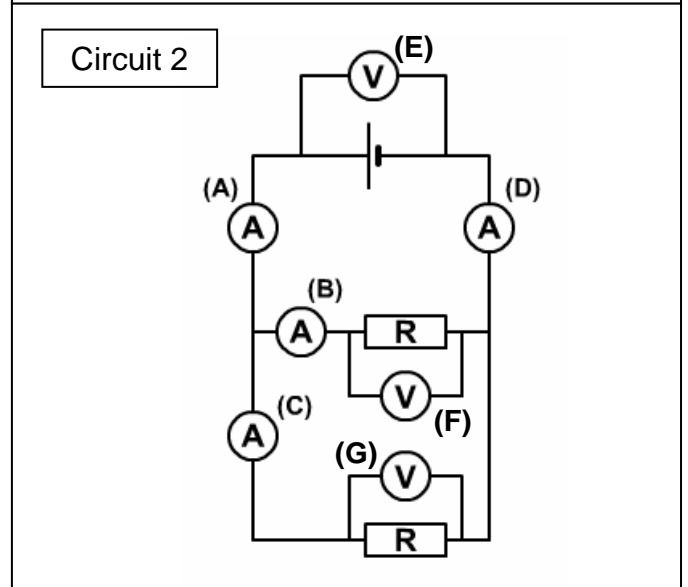 Circuit 2
V (E)
(A) (D)
A A
(B)
A R
(C) V
A (F)
(G) V
R